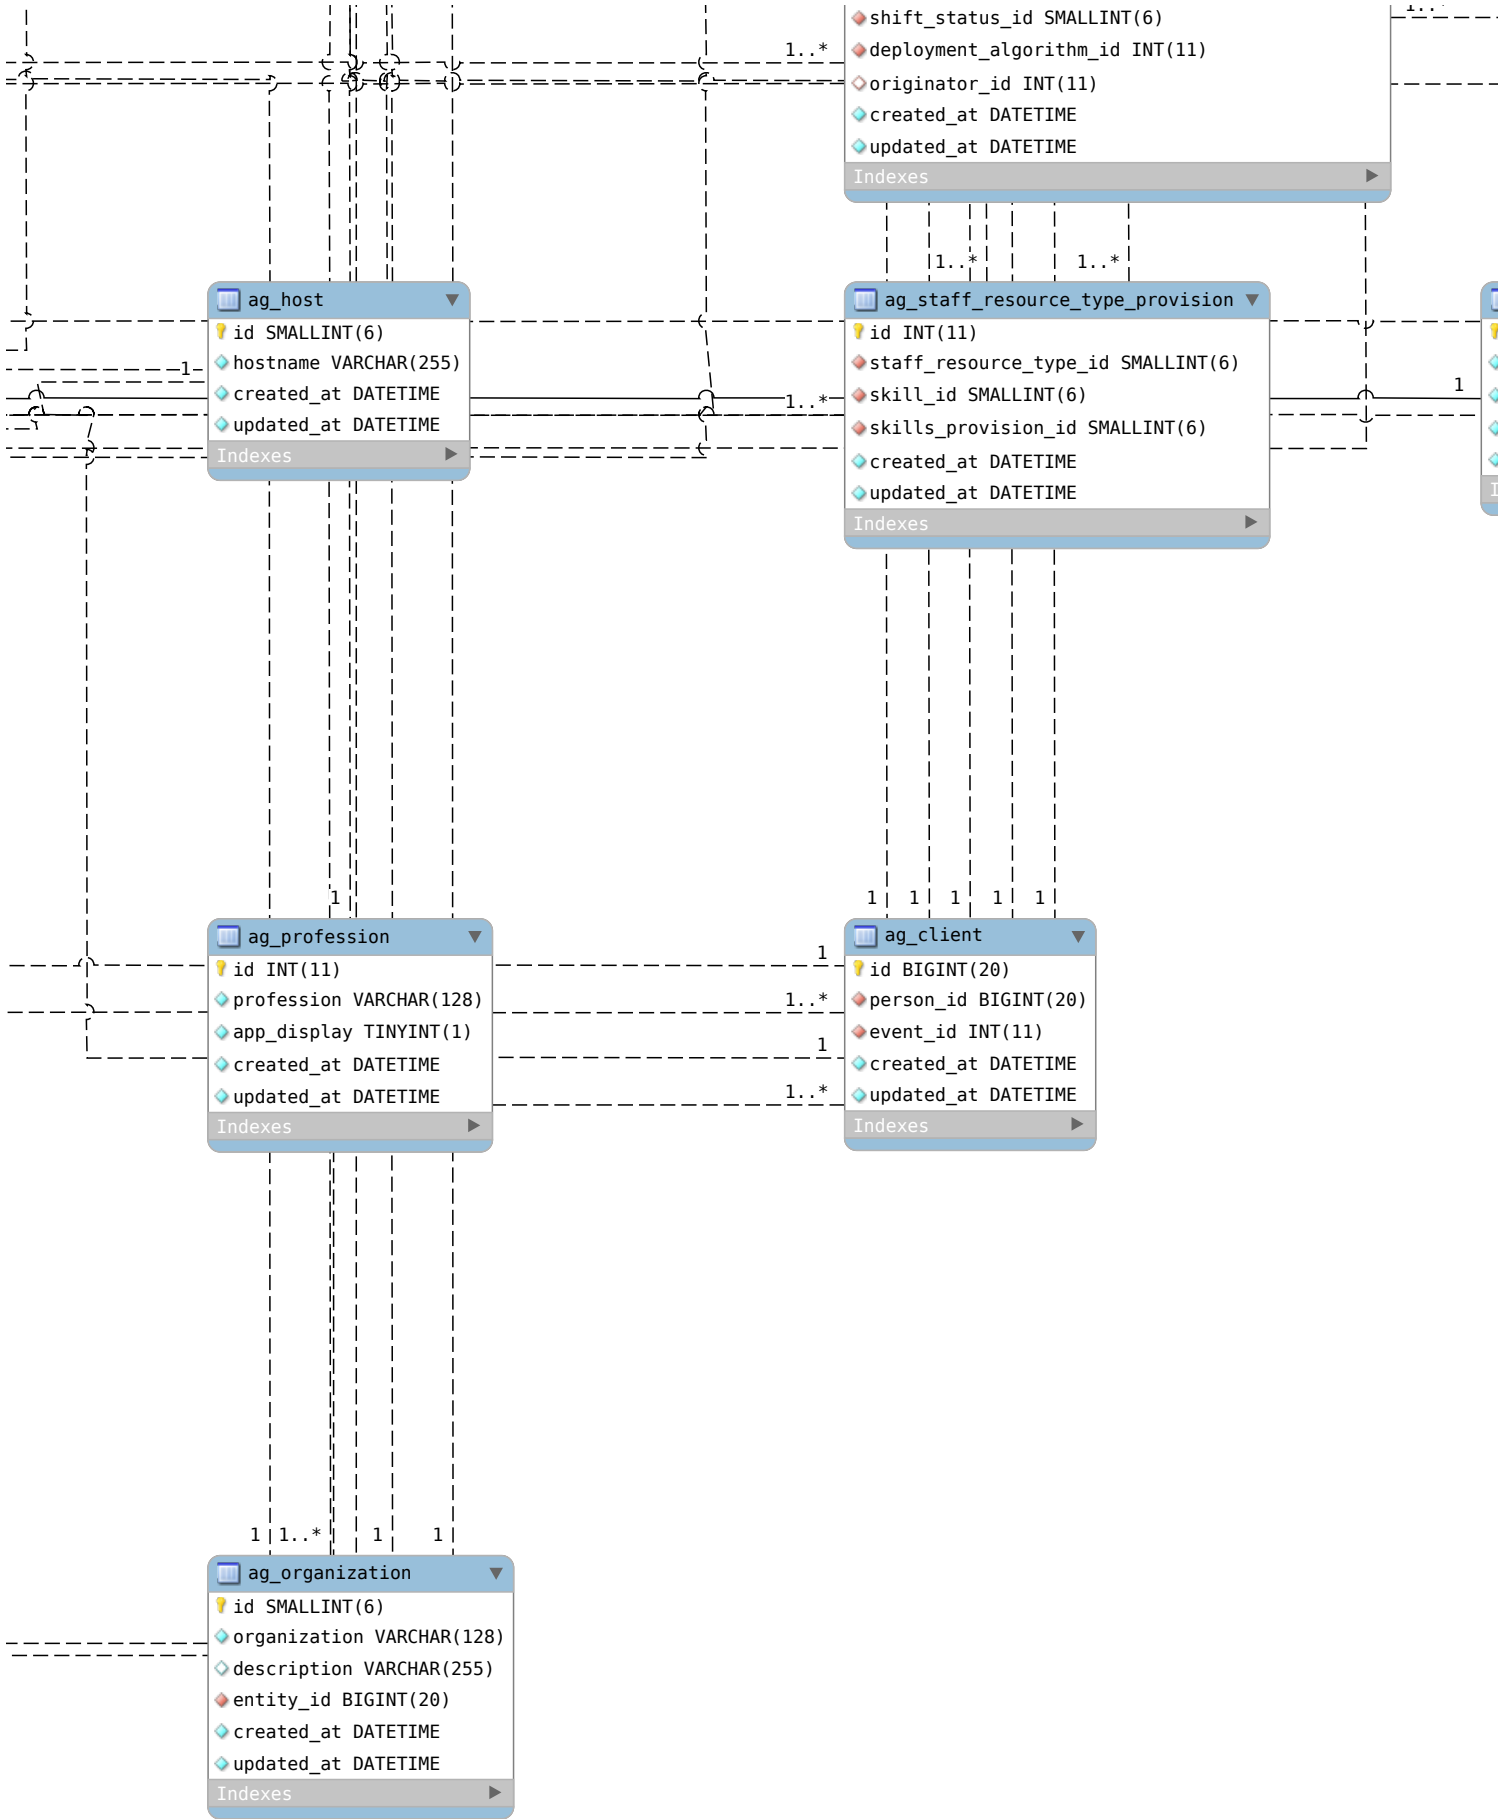 shift_status_id SMALLINT(6)
1..*
deployment_algorithm_id INT(11)
originator_id INT(11)
created_at DATETIME
updated_at DATETIME
Indexes
1..*
1..*
ag_host
id SMALLINT(6)
hostname VARCHAR(255)
created_at DATETIME
updated_at DATETIME
Indexes
1
ag_staff_resource_type_provision
id INT(11)
staff_resource_type_id SMALLINT(6)
skill_id SMALLINT(6)
skills_provision_id SMALLINT(6)
created_at DATETIME
updated_at DATETIME
Indexes
1..*
1
1
ag_profession
id INT(11)
profession VARCHAR(128)
app_display TINYINT(1)
created_at DATETIME
updated_at DATETIME
Indexes
1
1
1
1
1
ag_client
id BIGINT(20)
person_id BIGINT(20)
event_id INT(11)
created_at DATETIME
updated_at DATETIME
Indexes
1
1..*
1
1..*
1
1..*
1
1
ag_organization
id SMALLINT(6)
organization VARCHAR(128)
description VARCHAR(255)
entity_id BIGINT(20)
created_at DATETIME
updated_at DATETIME
Indexes